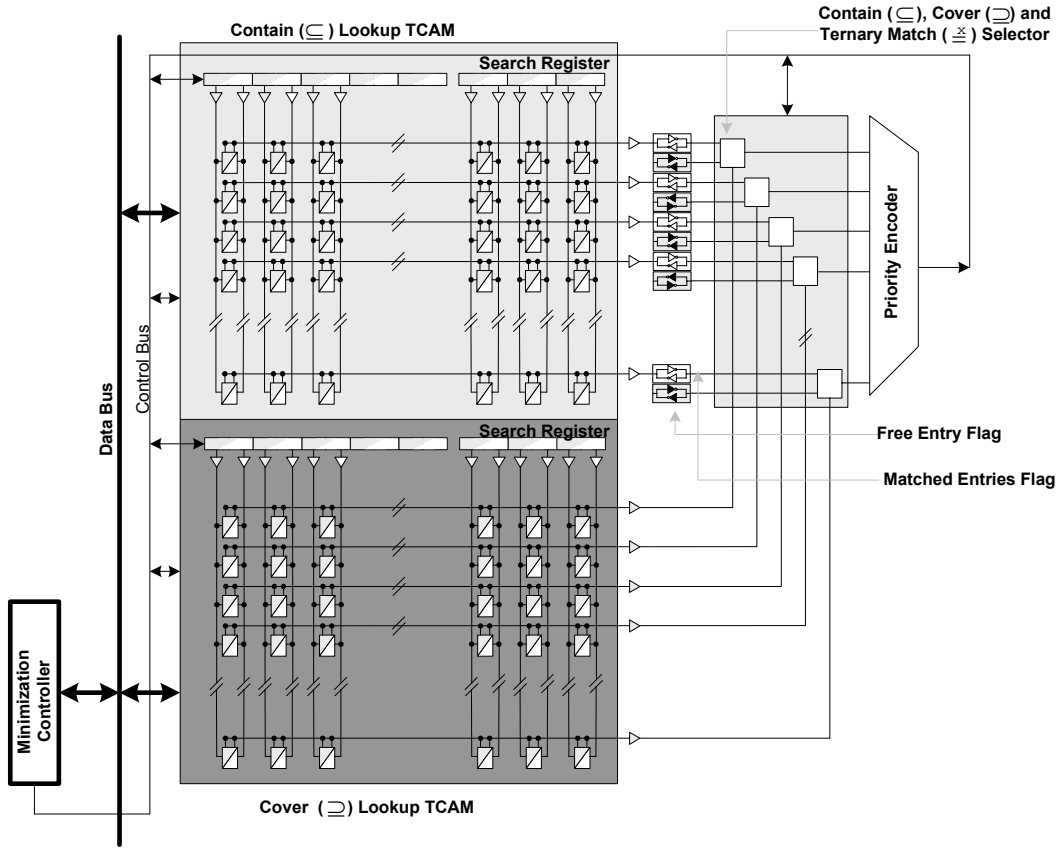 Contain (⊆) Lookup TCAM
Contain (⊆), Cover (⊇) and
Ternary Match (≚) Selector
Search Register
Priority Encoder
Data Bus
Control Bus
Search Register
Free Entry Flag
Matched Entries Flag
Minimization
Controller
Cover (⊇) Lookup TCAM